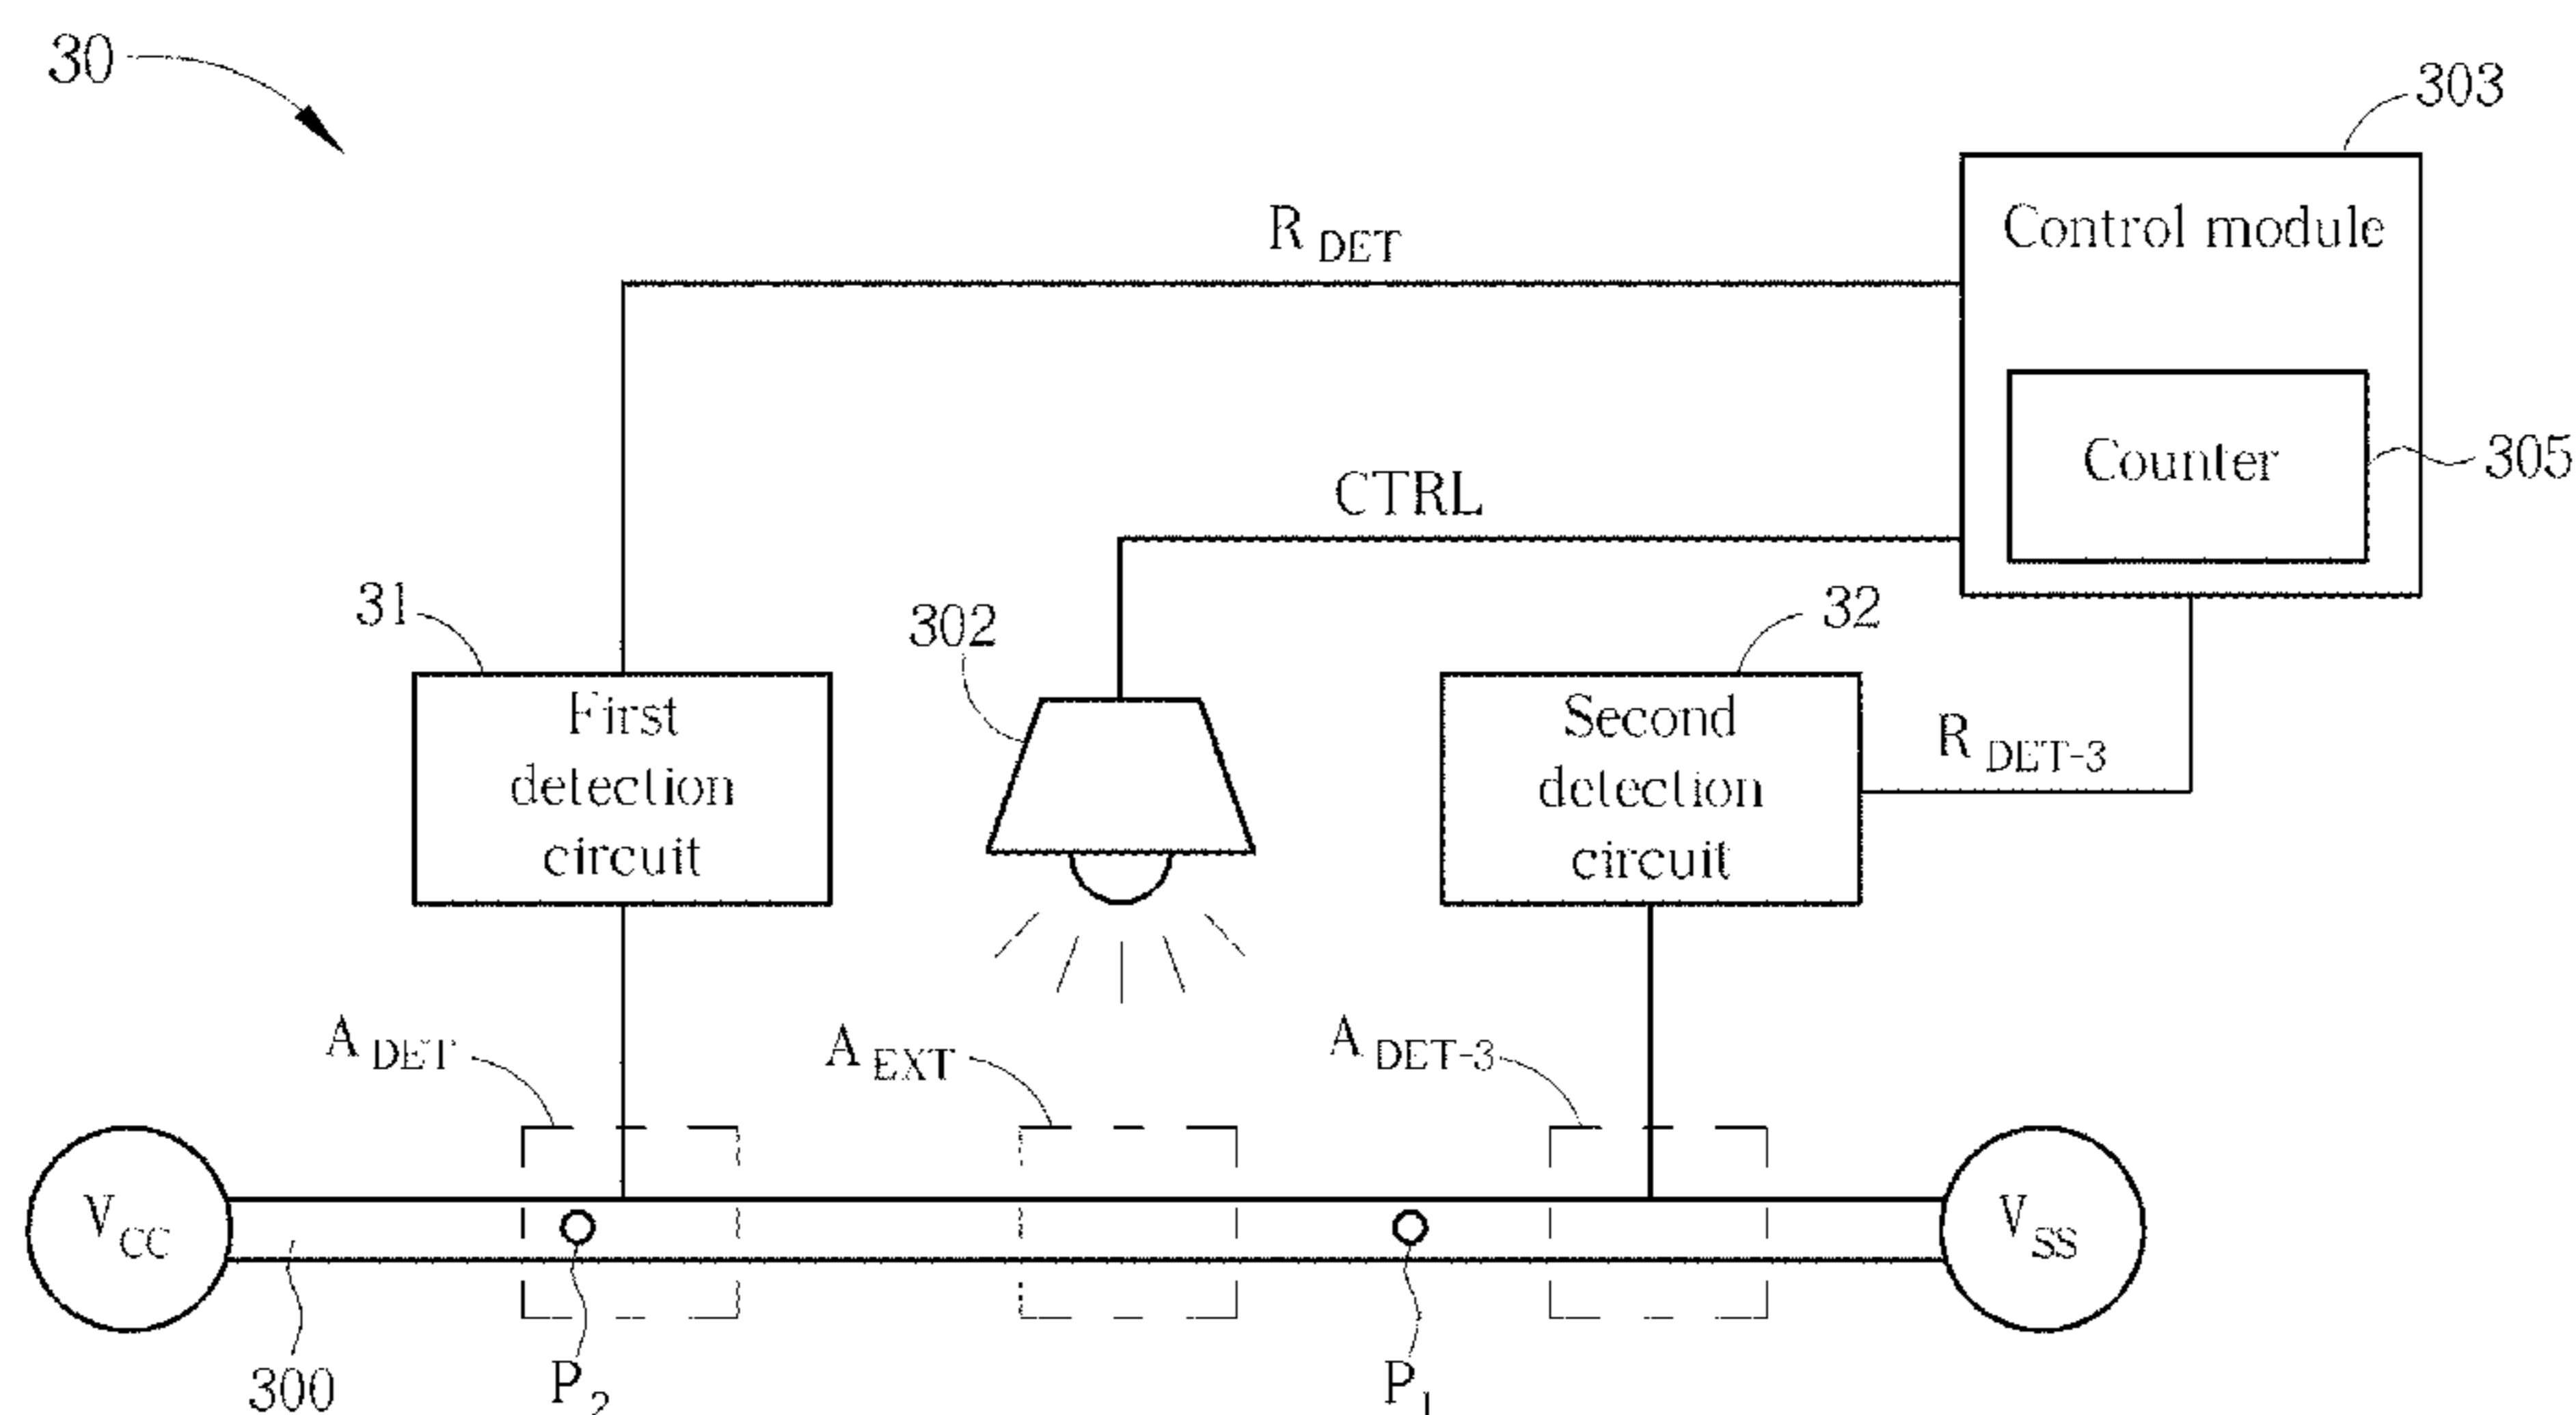 30
303
R DET
Control module
Counter
305
CTRL
31
302
32
First
detection
circuit
Second
detection
circuit
R DET-3
A DET
A EXT
A DET-3
V CC
V SS
300
P 2
P 1